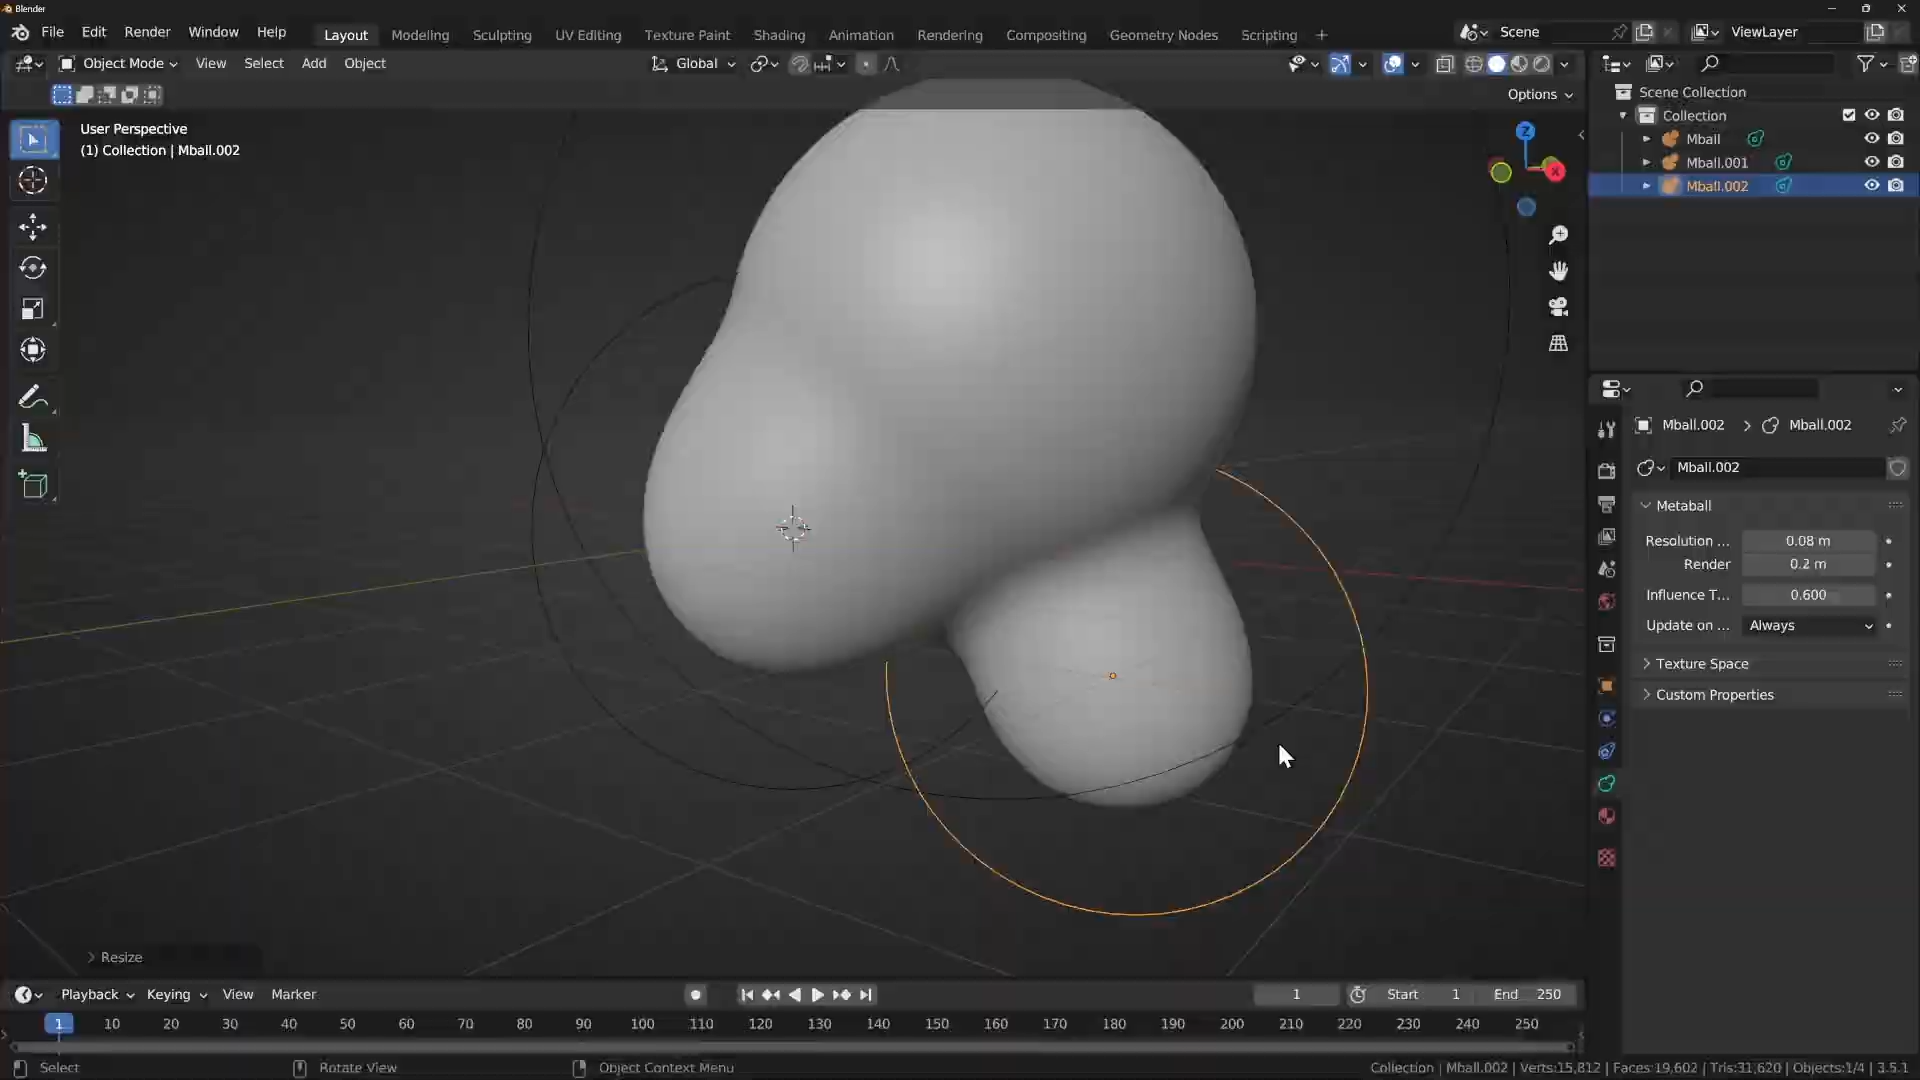 Blender
File Edit Render Window Help Layout Modeling Sculpting UV Editing Texture Paint Shading Animation Rendering Compositing Geometry Nodes Scripting + Scene ViewLayer
Object Mode View Select Add Object Global
Options
User Perspective
(1) Collection | Mball.002
Z
X
Scene Collection
Collection
Mball
Mball.001
Mball.002
Mball.002 > Mball.002
Mball.002
Metaball
Resolution ... 0.08 m
Render 0.2 m
Influence T... 0.600
Update on ... Always
Texture Space
Custom Properties
Resize
Playback Keying View Marker 1 Start 1 End 250
1 10 20 30 40 50 60 70 80 90 100 110 120 130 140 150 160 170 180 190 200 210 220 230 240 250
Select Rotate View Object Context Menu Collection | Mball.002 | Verts:15,812 | Faces:19,602 | Tris:31,620 | Objects:1/4 | 3.5.1